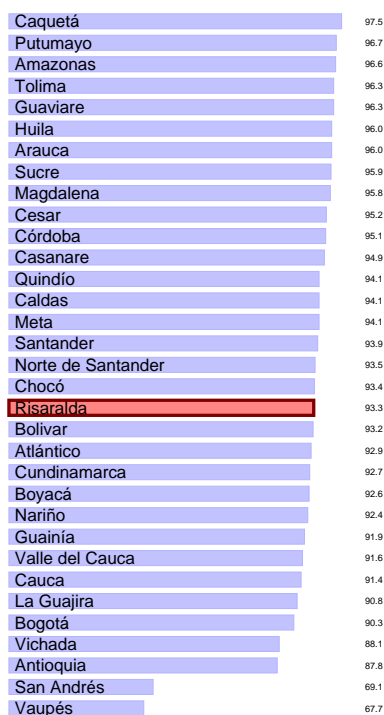 Caquetá 97.5
Putumayo 96.7
Amazonas 96.6
Tolima 96.3
Guaviare 96.3
Huila 96.0
Arauca 96.0
Sucre 95.9
Magdalena 95.8
Cesar 95.2
Córdoba 95.1
Casanare 94.9
Quindío 94.1
Caldas 94.1
Meta 94.1
Santander 93.9
Norte de Santander 93.5
Chocó 93.4
Risaralda 93.3
Bolivar 93.2
Atlántico 92.9
Cundinamarca 92.7
Boyacá 92.6
Nariño 92.4
Guainía 91.9
Valle del Cauca 91.6
Cauca 91.4
La Guajira 90.8
Bogotá 90.3
Vichada 88.1
Antioquia 87.8
San Andrés 69.1
Vaupés 67.7